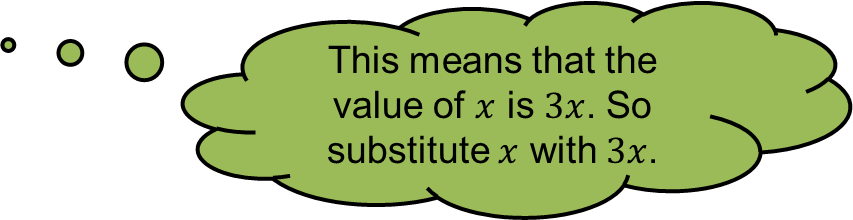 This means that the
value of 𝑥 is 3𝑥. So
substitute 𝑥 with 3𝑥.